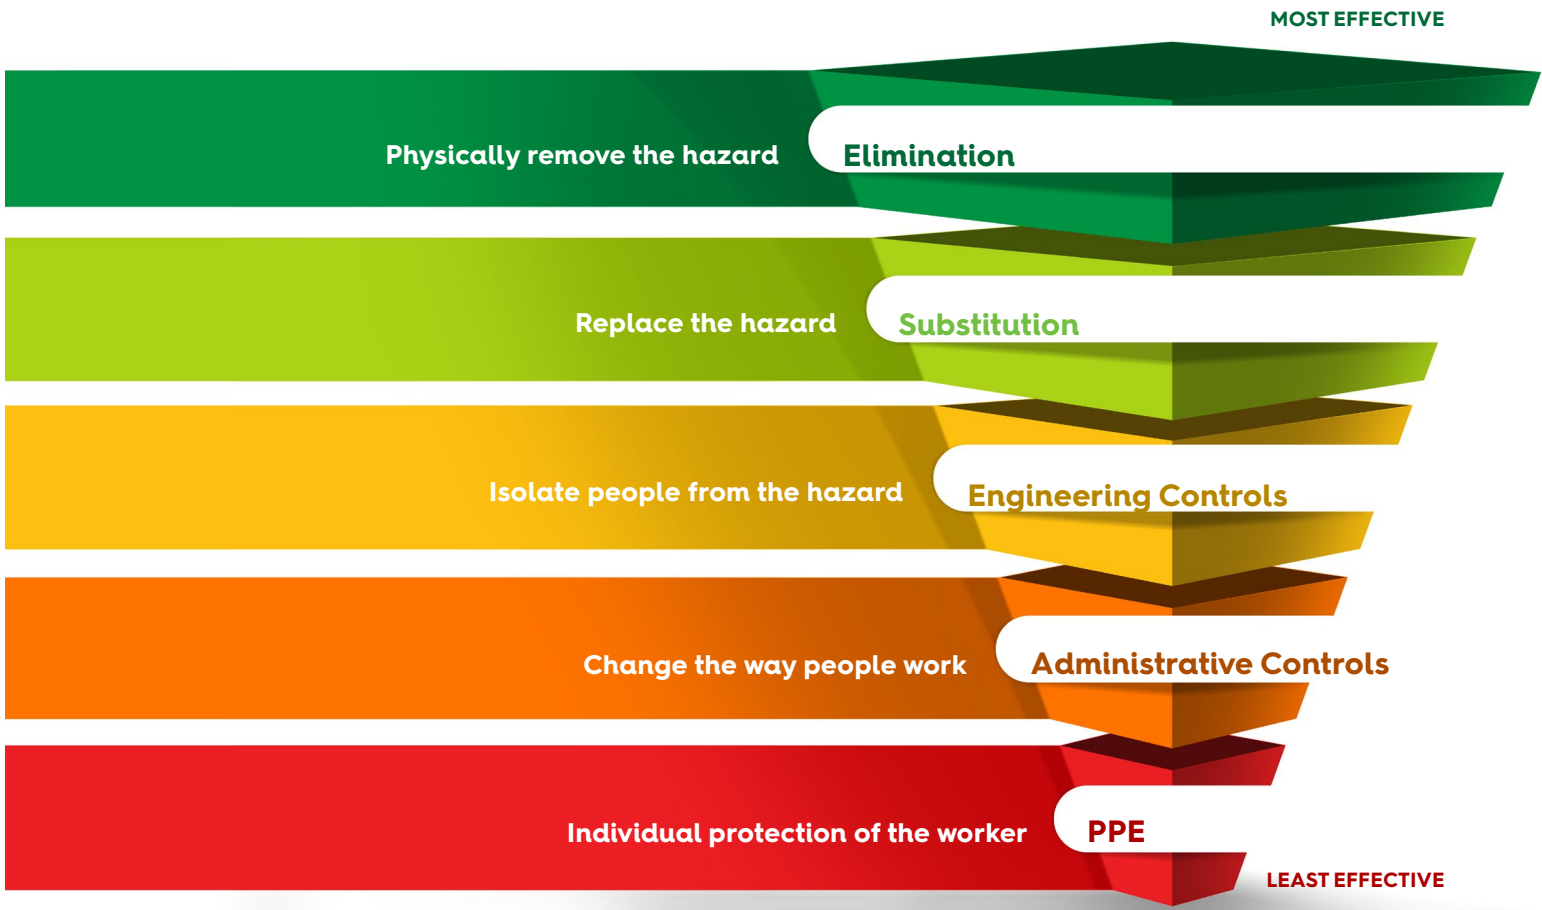 MOST EFFECTIVE
Physically remove the hazard
Elimination
Replace the hazard
Substitution
Isolate people from the hazard
Engineering Controls
Change the way people work
Administrative Controls
Individual protection of the worker
PPE
LEAST EFFECTIVE